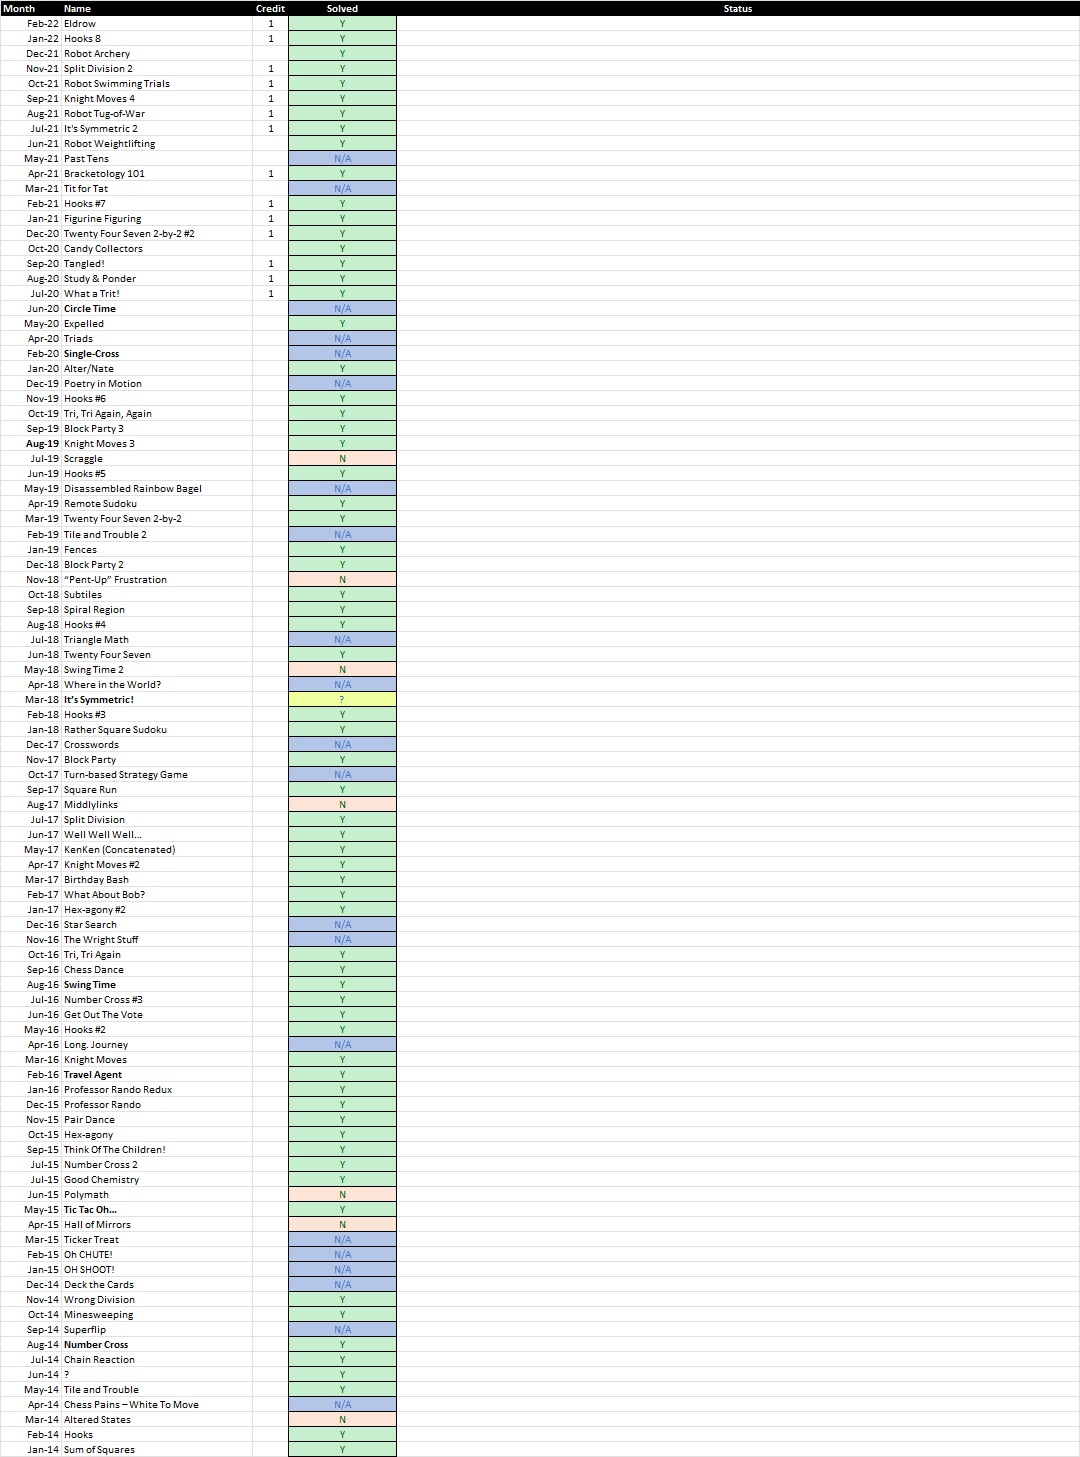 Month Name Credit Solved Status
Feb-22 Eldrow 1 Y
Jan-22 Hooks 8 1 Y
Dec-21 Robot Archery Y
Nov-21 Split Division 2 1 Y
Oct-21 Robot Swimming Trials 1 Y
Sep-21 Knight Moves 4 1 Y
Aug-21 Robot Tug-of-War 1 Y
Jul-21 It's Symmetric 2 1 Y
Jun-21 Robot Weightlifting Y
May-21 Past Tens N/A
Apr-21 Bracketology 101 1 Y
Mar-21 Tit for Tat N/A
Feb-21 Hooks #7 1 Y
Jan-21 Figurine Figuring 1 Y
Dec-20 Twenty Four Seven 2-by-2 #2 1 Y
Oct-20 Candy Collectors Y
Sep-20 Tangled! 1 Y
Aug-20 Study & Ponder 1 Y
Jul-20 What a Trit! 1 Y
Jun-20 Circle Time N/A
May-20 Expelled Y
Apr-20 Triads N/A
Feb-20 Single-Cross N/A
Jan-20 Alter/Nate Y
Dec-19 Poetry in Motion N/A
Nov-19 Hooks #6 Y
Oct-19 Tri, Tri Again, Again Y
Sep-19 Block Party 3 Y
Aug-19 Knight Moves 3 Y
Jul-19 Scraggle N
Jun-19 Hooks #5 Y
May-19 Disassembled Rainbow Bagel N/A
Apr-19 Remote Sudoku Y
Mar-19 Twenty Four Seven 2-by-2 Y
Feb-19 Tile and Trouble 2 N/A
Jan-19 Fences Y
Dec-18 Block Party 2 Y
Nov-18 “Pent-Up” Frustration N
Oct-18 Subtiles Y
Sep-18 Spiral Region Y
Aug-18 Hooks #4 Y
Jul-18 Triangle Math N/A
Jun-18 Twenty Four Seven Y
May-18 Swing Time 2 N
Apr-18 Where in the World? N/A
Mar-18 It’s Symmetric! ?
Feb-18 Hooks #3 Y
Jan-18 Rather Square Sudoku Y
Dec-17 Crosswords N/A
Nov-17 Block Party Y
Oct-17 Turn-based Strategy Game N/A
Sep-17 Square Run Y
Aug-17 Middlylinks N
Jul-17 Split Division Y
Jun-17 Well Well Well... Y
May-17 KenKen (Concatenated) Y
Apr-17 Knight Moves #2 Y
Mar-17 Birthday Bash Y
Feb-17 What About Bob? Y
Jan-17 Hex-agony #2 Y
Dec-16 Star Search N/A
Nov-16 The Wright Stuff N/A
Oct-16 Tri, Tri Again Y
Sep-16 Chess Dance Y
Aug-16 Swing Time Y
Jul-16 Number Cross #3 Y
Jun-16 Get Out The Vote Y
May-16 Hooks #2 Y
Apr-16 Long. Journey N/A
Mar-16 Knight Moves Y
Feb-16 Travel Agent Y
Jan-16 Professor Rando Redux Y
Dec-15 Professor Rando Y
Nov-15 Pair Dance Y
Oct-15 Hex-agony Y
Sep-15 Think Of The Children! Y
Jul-15 Number Cross 2 Y
Jul-15 Good Chemistry Y
Jun-15 Polymath N
May-15 Tic Tac Oh... Y
Apr-15 Hall of Mirrors N
Mar-15 Ticker Treat N/A
Feb-15 Oh CHUTE! N/A
Jan-15 OH SHOOT! N/A
Dec-14 Deck the Cards N/A
Nov-14 Wrong Division Y
Oct-14 Minesweeping Y
Sep-14 Superflip N/A
Aug-14 Number Cross Y
Jul-14 Chain Reaction Y
Jun-14 ? Y
May-14 Tile and Trouble Y
Apr-14 Chess Pains – White To Move N/A
Mar-14 Altered States N
Feb-14 Hooks Y
Jan-14 Sum of Squares Y